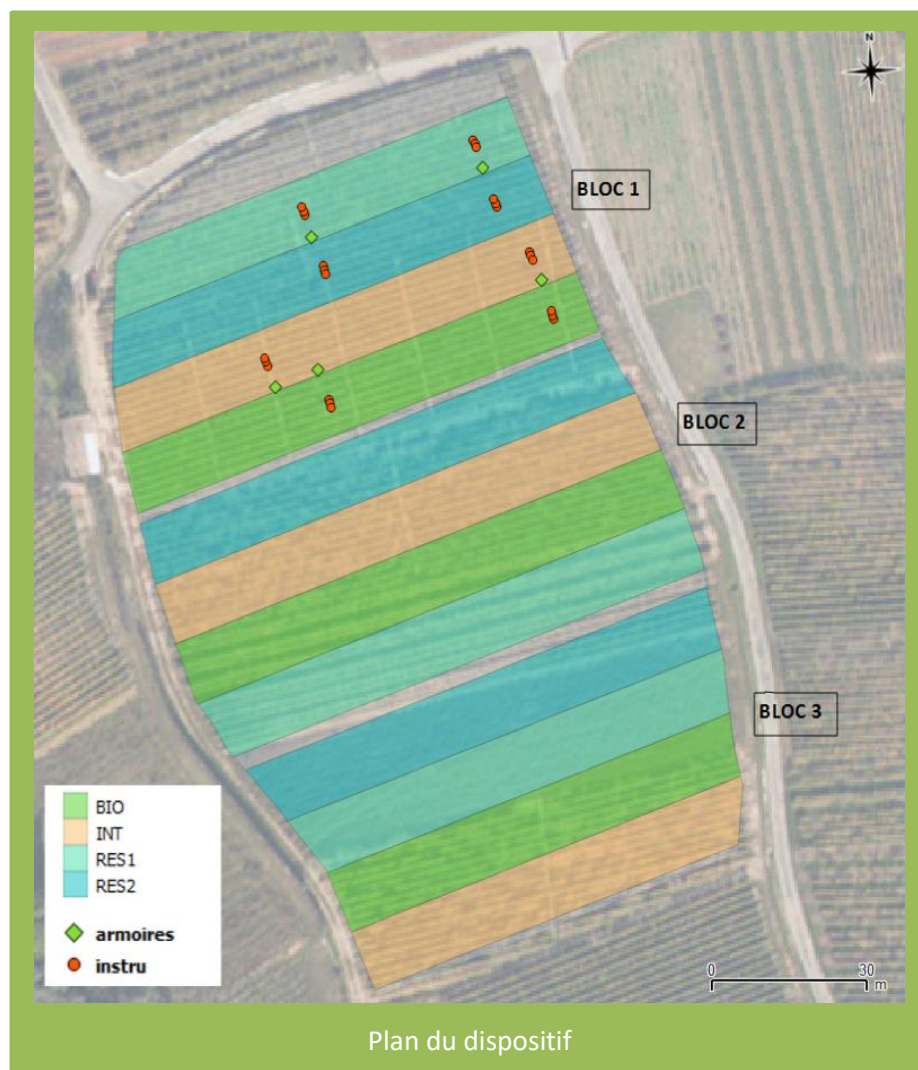 N
BLOC 1
BLOC 2
BLOC 3
BIO
INT
RES1
RES2
armoires
instru
0 30
m
Plan du dispositif